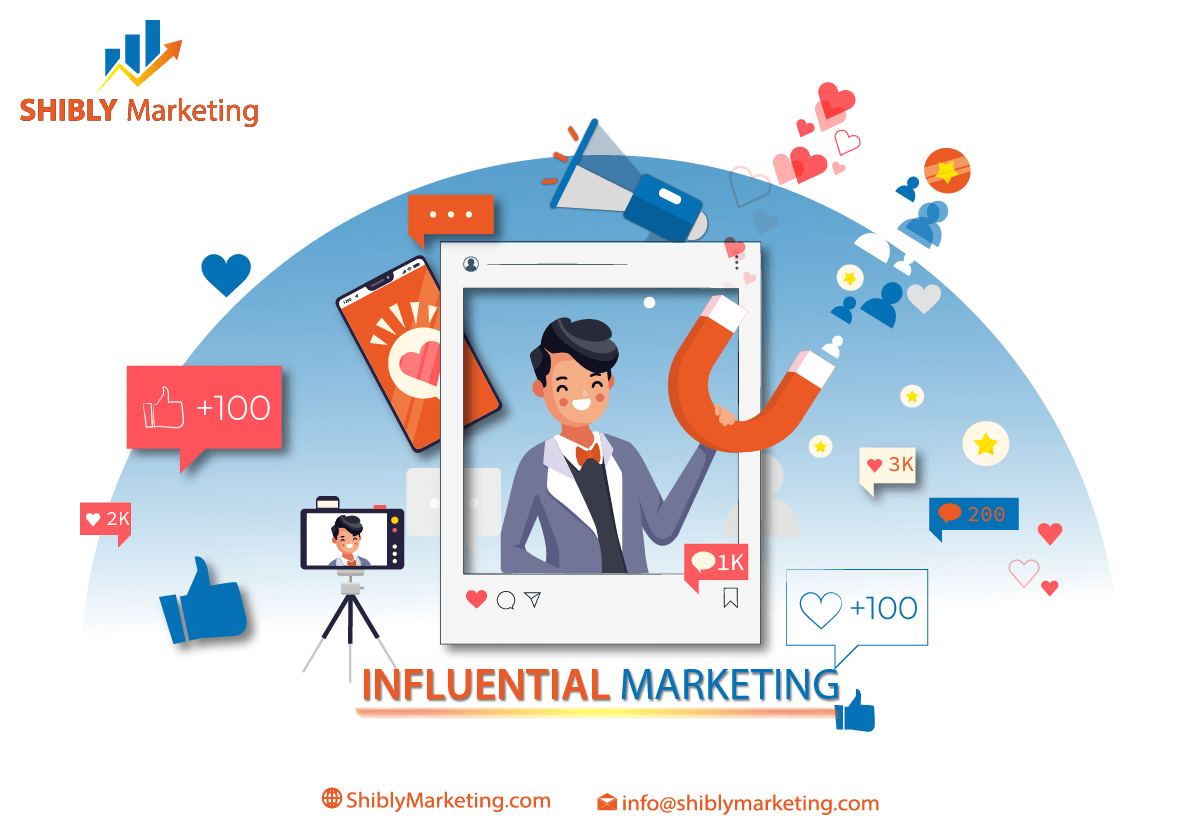 SHIBLY Marketing
+100
2K
3K
200
1K
+100
INFLUENTIAL MARKETING
ShiblyMarketing.com
info@shiblymarketing.com